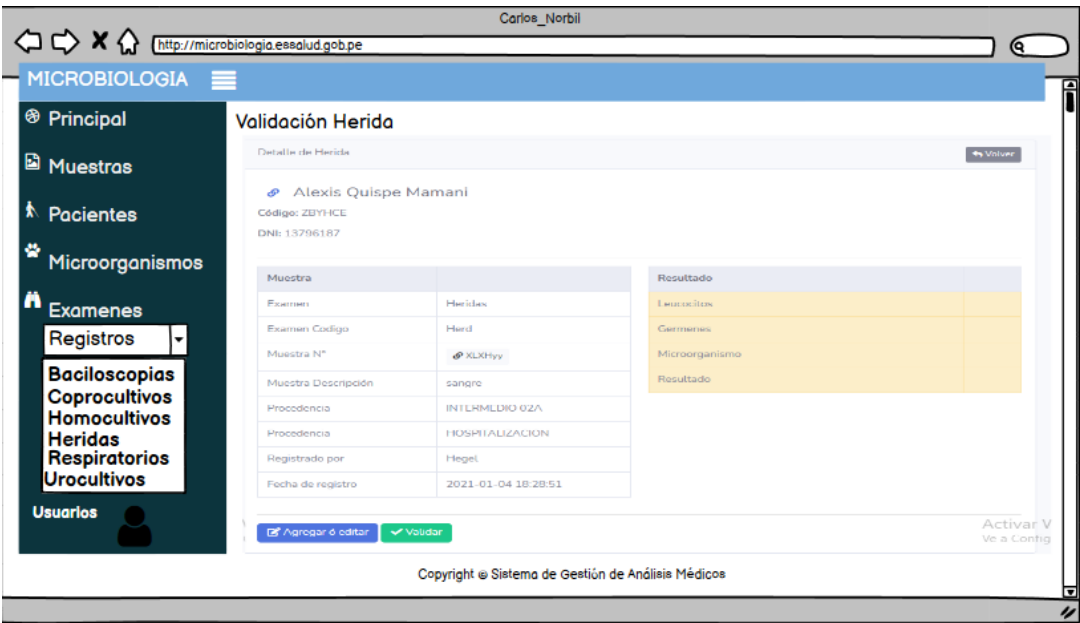 Carlos_Norbil
http://microbiologia.essalud.gob.pe
MICROBIOLOGIA
Principal
Muestras
Pacientes
Microorganismos
Examenes
Registros
Baciloscopias
Coprocultivos
Homocultivos
Heridas
Respiratorios
Urocultivos
Usuarios
Validación Herida
Detalle de Herida
Volver
Alexis Quispe Mamani
Código: ZBYHCE
DNI: 13796187
Muestra
Examen Heridas
Examen Codigo Herd
Muestra N° XLXHyy
Muestra Descripción sangre
Procedencia INTERMEDIO 02A
Procedencia HOSPITALIZACION
Registrado por Hegel
Fecha de registro 2021-01-04 18:28:51
Resultado
Leucocitos
Germenes
Microorganismo
Resultado
Agregar ó editar
Validar
Activar V
Ve a Config
Copyright @ Sistema de Gestión de Análisis Médicos